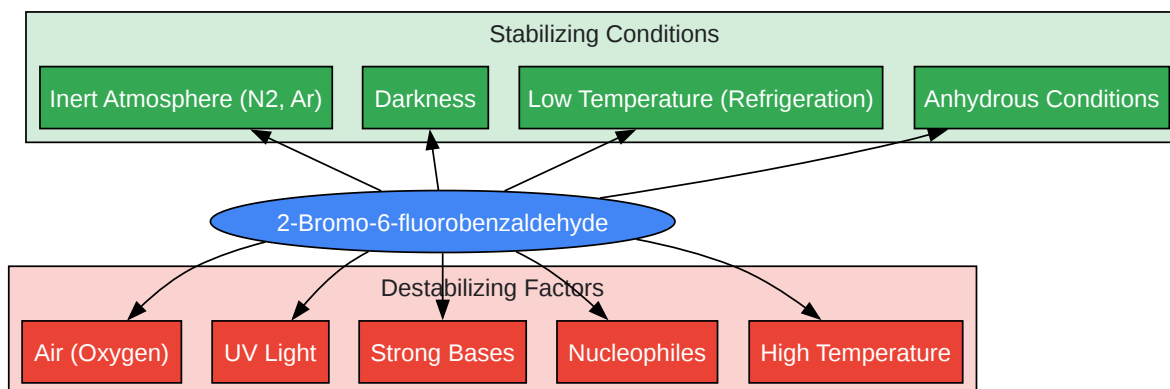 Stabilizing Conditions
Inert Atmosphere (N2, Ar)
Darkness
Low Temperature (Refrigeration)
Anhydrous Conditions
2-Bromo-6-fluorobenzaldehyde
Destabilizing Factors
Air (Oxygen)
UV Light
Strong Bases
Nucleophiles
High Temperature